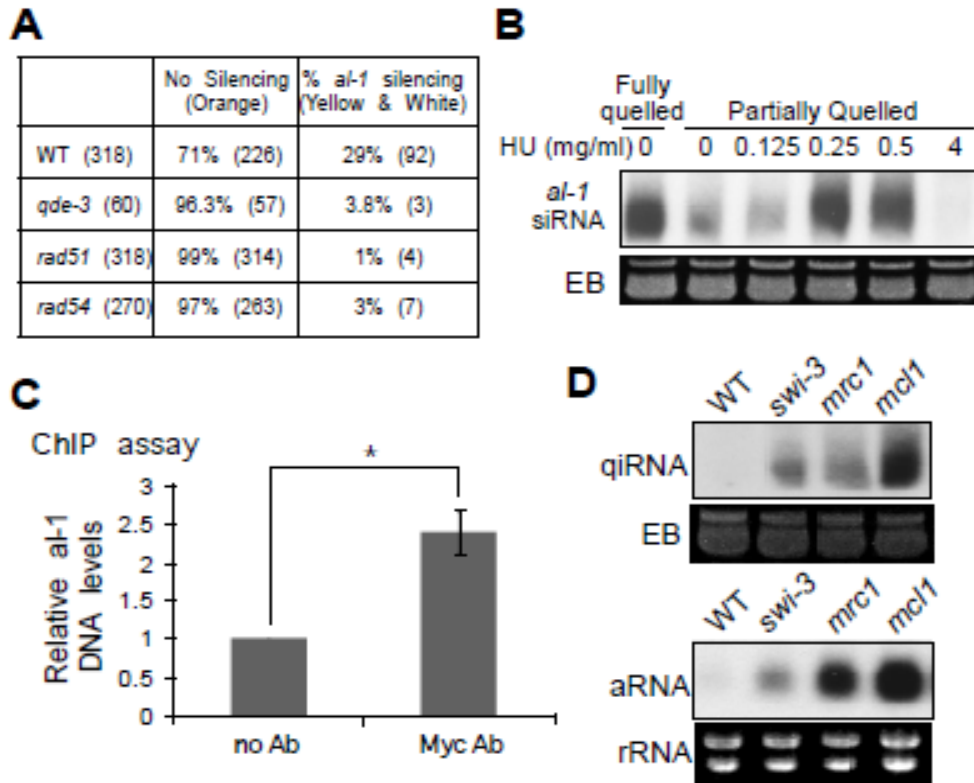 A
No Silencing (Orange) % al-1 silencing (Yellow & White)
WT (318) 71% (226) 29% (92)
qde-3 (60) 96.3% (57) 3.8% (3)
rad51 (318) 99% (314) 1% (4)
rad54 (270) 97% (263) 3% (7)
B
Fully quelled Partially Quelled
HU (mg/ml) 0 0 0.125 0.25 0.5 4
al-1 siRNA
EB
C
ChIP assay
Relative al-1 DNA levels
3
2.5
2
1.5
1
0.5
0
*
no Ab Myc Ab
D
WT swi-3 mrc1 mcl1
qiRNA
EB
WT swi-3 mrc1 mcl1
aRNA
rRNA